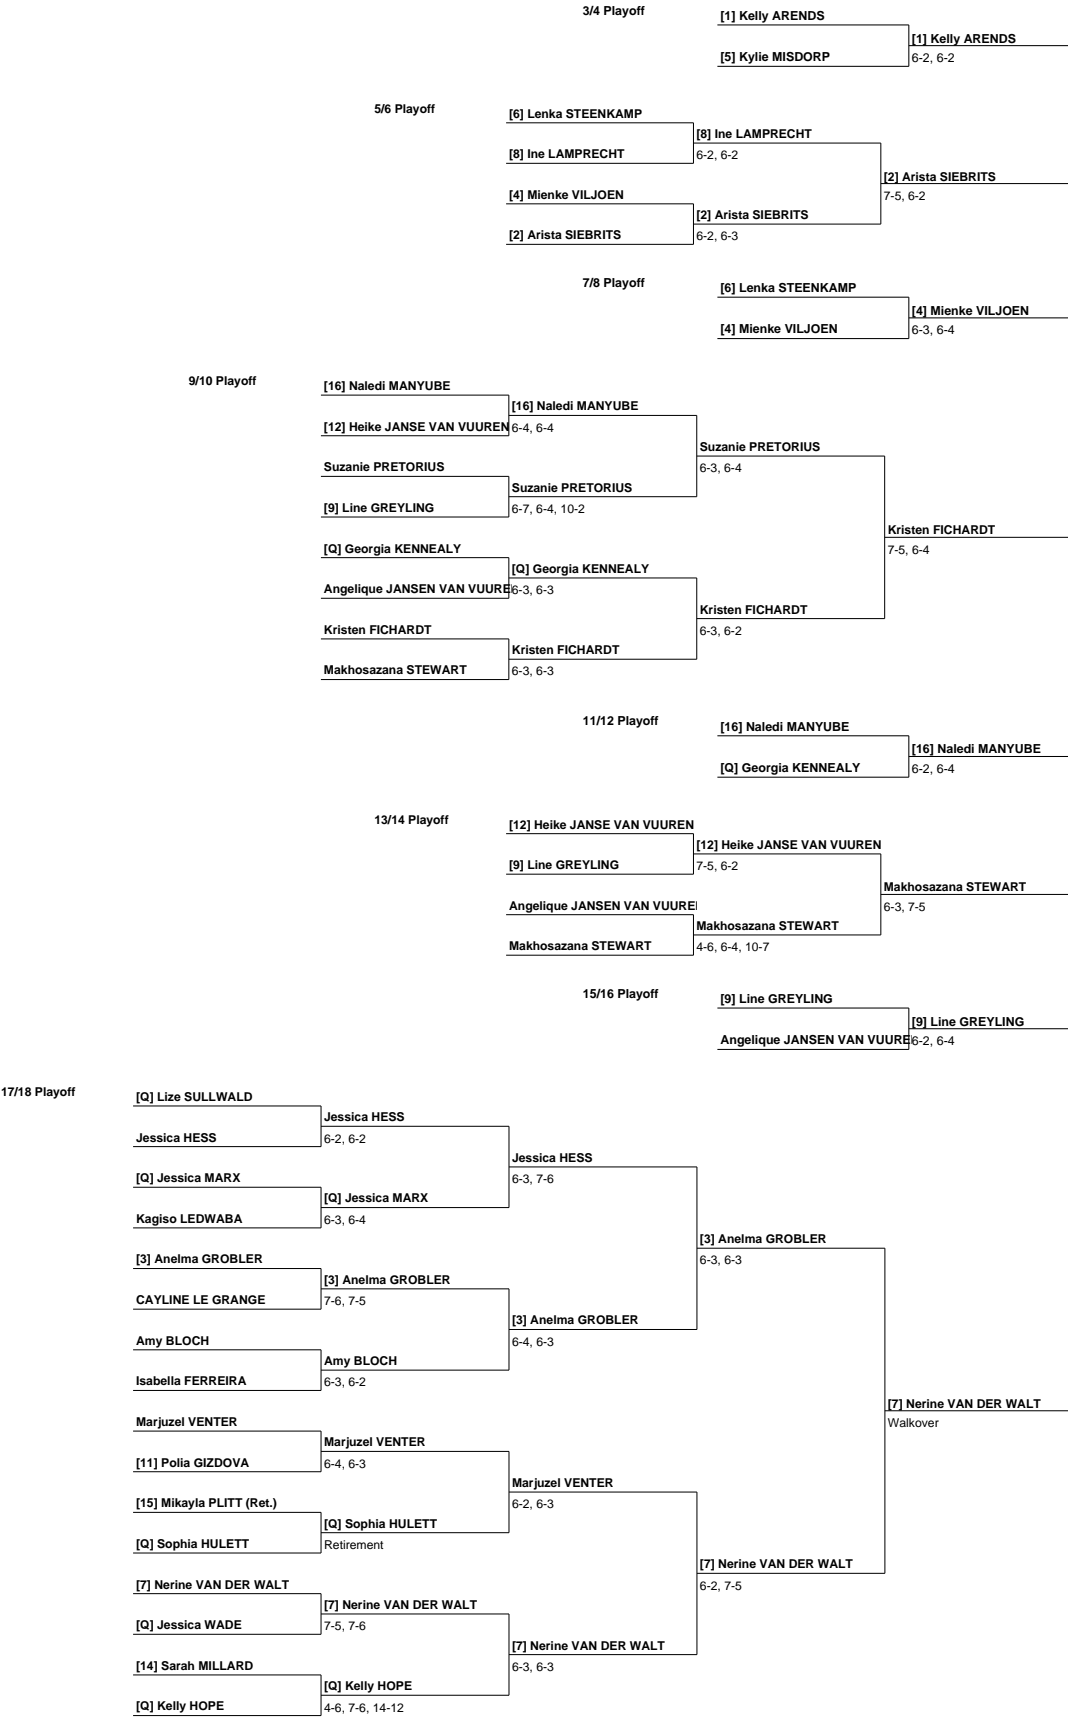 3/4 Playoff
[1] Kelly ARENDS
[1] Kelly ARENDS
[5] Kylie MISDORP
6-2, 6-2
5/6 Playoff
[6] Lenka STEENKAMP
[8] Ine LAMPRECHT
[8] Ine LAMPRECHT
6-2, 6-2
[2] Arista SIEBRITS
[4] Mienke VILJOEN
7-5, 6-2
[2] Arista SIEBRITS
[2] Arista SIEBRITS
6-2, 6-3
7/8 Playoff
[6] Lenka STEENKAMP
[4] Mienke VILJOEN
[4] Mienke VILJOEN
6-3, 6-4
9/10 Playoff
[16] Naledi MANYUBE
[16] Naledi MANYUBE
[12] Heike JANSE VAN VUUREN
6-4, 6-4
Suzanie PRETORIUS
Suzanie PRETORIUS
6-3, 6-4
Suzanie PRETORIUS
[9] Line GREYLING
6-7, 6-4, 10-2
Kristen FICHARDT
[Q] Georgia KENNEALY
7-5, 6-4
[Q] Georgia KENNEALY
Angelique JANSEN VAN VUURE
6-3, 6-3
Kristen FICHARDT
Kristen FICHARDT
6-3, 6-2
Kristen FICHARDT
Makhosazana STEWART
6-3, 6-3
11/12 Playoff
[16] Naledi MANYUBE
[16] Naledi MANYUBE
[Q] Georgia KENNEALY
6-2, 6-4
13/14 Playoff
[12] Heike JANSE VAN VUUREN
[12] Heike JANSE VAN VUUREN
[9] Line GREYLING
7-5, 6-2
Makhosazana STEWART
Angelique JANSEN VAN VUURE
6-3, 7-5
Makhosazana STEWART
Makhosazana STEWART
4-6, 6-4, 10-7
15/16 Playoff
[9] Line GREYLING
[9] Line GREYLING
Angelique JANSEN VAN VUURE
6-2, 6-4
17/18 Playoff
[Q] Lize SULLWALD
Jessica HESS
Jessica HESS
6-2, 6-2
Jessica HESS
[Q] Jessica MARX
6-3, 7-6
[Q] Jessica MARX
Kagiso LEDWABA
6-3, 6-4
[3] Anelma GROBLER
[3] Anelma GROBLER
6-3, 6-3
[3] Anelma GROBLER
CAYLINE LE GRANGE
7-6, 7-5
[3] Anelma GROBLER
Amy BLOCH
6-4, 6-3
Amy BLOCH
Isabella FERREIRA
6-3, 6-2
[7] Nerine VAN DER WALT
Marjuzel VENTER
Walkover
Marjuzel VENTER
[11] Polia GIZDOVA
6-4, 6-3
Marjuzel VENTER
[15] Mikayla PLITT (Ret.)
6-2, 6-3
[Q] Sophia HULETT
[Q] Sophia HULETT
Retirement
[7] Nerine VAN DER WALT
[7] Nerine VAN DER WALT
6-2, 7-5
[7] Nerine VAN DER WALT
[Q] Jessica WADE
7-5, 7-6
[7] Nerine VAN DER WALT
[14] Sarah MILLARD
6-3, 6-3
[Q] Kelly HOPE
[Q] Kelly HOPE
4-6, 7-6, 14-12